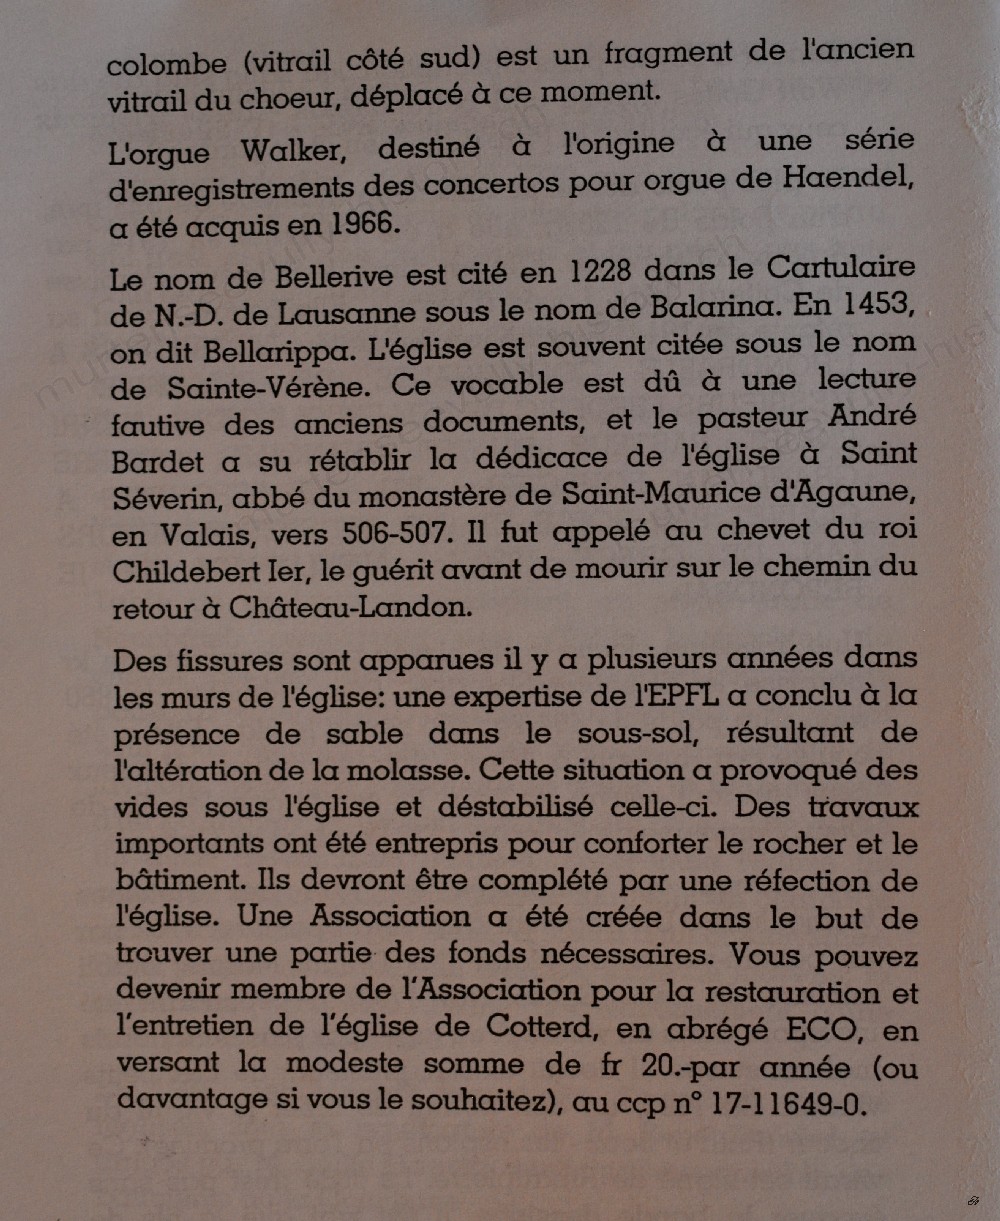 colombe (vitrail côté sud) est un fragment de l'ancien
vitrail du choeur, déplacé à ce moment.
L'orgue Walker, destiné à l'origine à une série
d'enregistrements des concertos pour orgue de Haendel,
a été acquis en 1966.
Le nom de Bellerive est cité en 1228 dans le Cartulaire
de N.-D. de Lausanne sous le nom de Balarina. En 1453,
on dit Bellarippa. L'église est souvent citée sous le nom
de Sainte-Vérène. Ce vocable est dû à une lecture
fautive des anciens documents, et le pasteur André
Bardet a su rétablir la dédicace de l'église à Saint
Séverin, abbé du monastère de Saint-Maurice d'Agaune,
en Valais, vers 506-507. Il fut appelé au chevet du roi
Childebert Ier, le guérit avant de mourir sur le chemin du
retour à Château-Landon.
Des fissures sont apparues il y a plusieurs années dans
les murs de l'église: une expertise de l'EPFL a conclu à la
présence de sable dans le sous-sol, résultant de
l'altération de la molasse. Cette situation a provoqué des
vides sous l'église et déstabilisé celle-ci. Des travaux
importants ont été entrepris pour conforter le rocher et le
bâtiment. Ils devront être complété par une réfection de
l'église. Une Association a été créée dans le but de
trouver une partie des fonds nécessaires. Vous pouvez
devenir membre de l'Association pour la restauration et
l'entretien de l'église de Cotterd, en abrégé ECO, en
versant la modeste somme de fr 20.-par année (ou
davantage si vous le souhaitez), au ccp n° 17-11649-0.